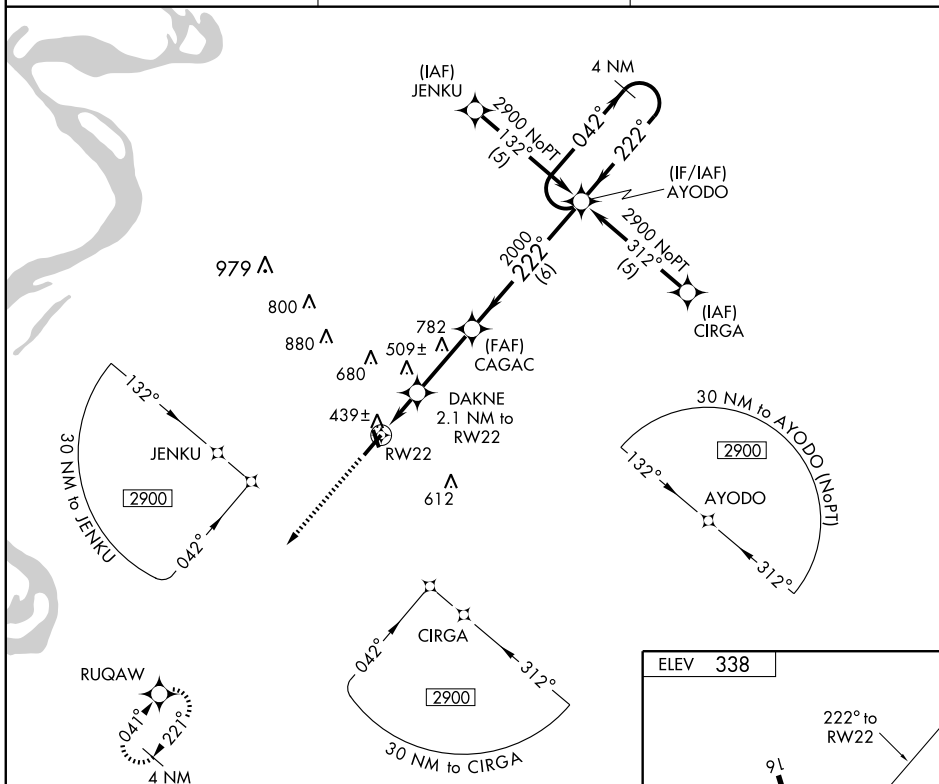 (IAF)
JENKU
4 NM
2900 NoPT
132°
(5)
042°
222°
(IF/IAF)
AYODO
2900 NoPT
312°
(5)
(IAF)
CIRGA
2000
222°
(6)
979
800
880
680
509±
782
(FAF)
CAGAC
DAKNE
2.1 NM to
RW22
439±
RW22
612
132°
JENKU
2900
042°
30 NM to JENKU
30 NM to AYODO (NoPT)
2900
132°
AYODO
312°
042°
CIRGA
312°
2900
30 NM to CIRGA
RUQAW
041°
221°
4 NM
ELEV 338
222° to
RW22
16